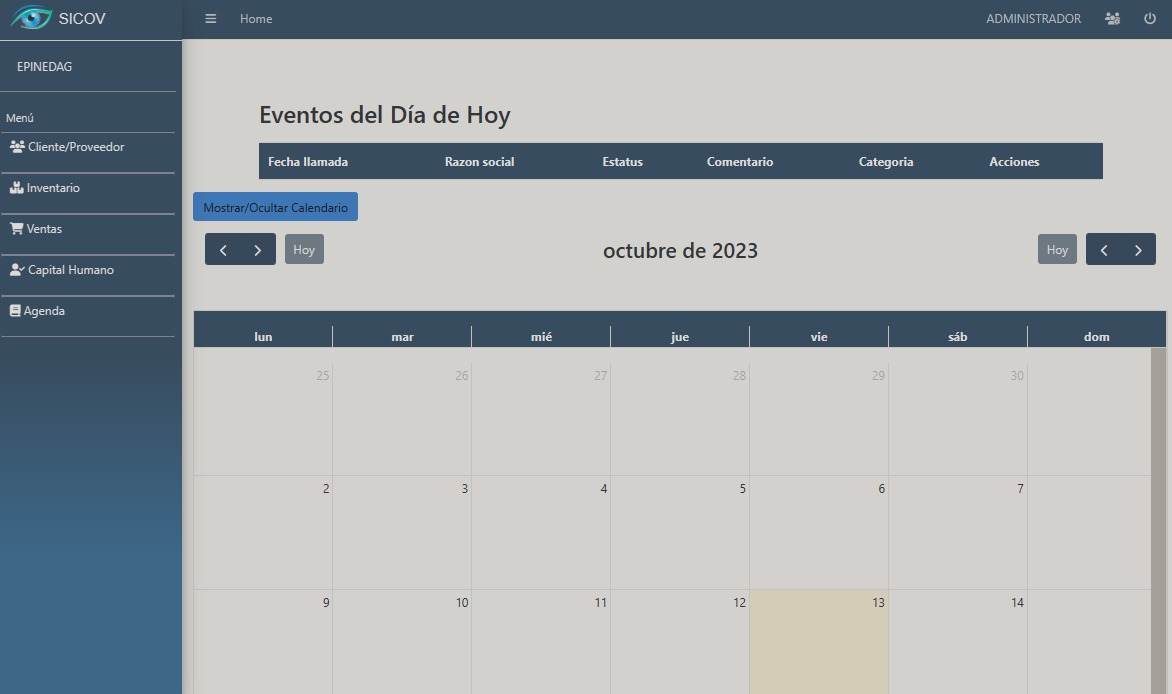 SICOV
Home
ADMINISTRADOR
EPINEDAG
Menú
Cliente/Proveedor
Inventario
Ventas
Capital Humano
Agenda
Eventos del Día de Hoy
Fecha llamada Razon social Estatus Comentario Categoria Acciones
Mostrar/Ocultar Calendario
Hoy
octubre de 2023
Hoy
lun mar mié jue vie sáb dom
25 26 27 28 29 30
2 3 4 5 6 7
9 10 11 12 13 14